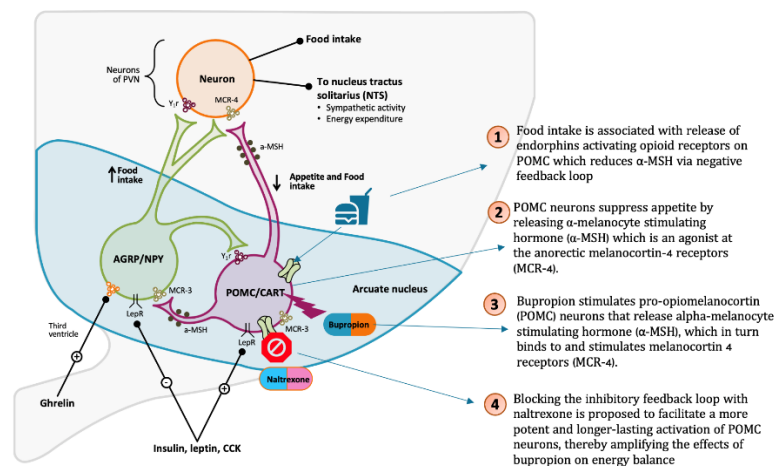 Food intake
Neurons
of PVN
Neuron
To nucleus tractus
solitarius (NTS)
• Sympathetic activity
• Energy expenditure
Y₁r
MCR-4
a-MSH
Food
intake
Appetite and Food
intake
AGRP/NPY
Y₁r
POMC/CART
Arcuate nucleus
MCR-3
LepR
a-MSH
MCR-3
LepR
Bupropion
Naltrexone
Third
ventricle
+
-
+
Ghrelin
Insulin, leptin, CCK
1
Food intake is associated with release of
endorphins activating opioid receptors on
POMC which reduces α-MSH via negative
feedback loop
2
POMC neurons suppress appetite by
releasing α-melanocyte stimulating
hormone (α-MSH) which is an agonist at
the anorectic melanocortin-4 receptors
(MCR-4).
3
Bupropion stimulates pro-opiomelanocortin
(POMC) neurons that release alpha-melanocyte
stimulating hormone (α-MSH), which in turn
binds to and stimulates melanocortin 4
receptors (MCR-4).
4
Blocking the inhibitory feedback loop with
naltrexone is proposed to facilitate a more
potent and longer-lasting activation of POMC
neurons, thereby amplifying the effects of
bupropion on energy balance